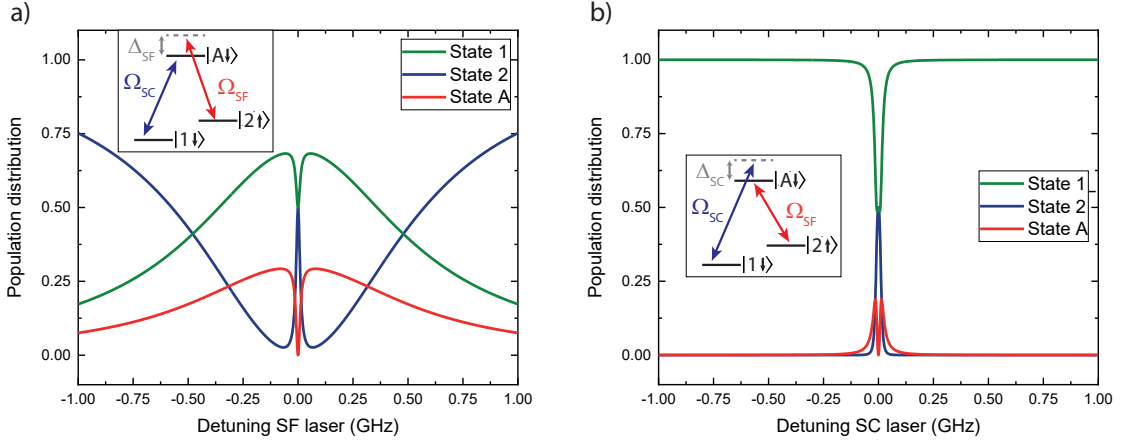 a)
Δ_SF
|A↓⟩
Ω_SC
Ω_SF
|2↑⟩
|1↓⟩
State 1
State 2
State A
1.00
0.75
0.50
0.25
0.00
Population distribution
-1.00 -0.75 -0.50 -0.25 0.00 0.25 0.50 0.75 1.00
Detuning SF laser (GHz)
b)
Δ_SC
|A↓⟩
Ω_SC
Ω_SF
|2↑⟩
|1↓⟩
State 1
State 2
State A
1.00
0.75
0.50
0.25
0.00
Population distribution
-1.00 -0.75 -0.50 -0.25 0.00 0.25 0.50 0.75 1.00
Detuning SC laser (GHz)